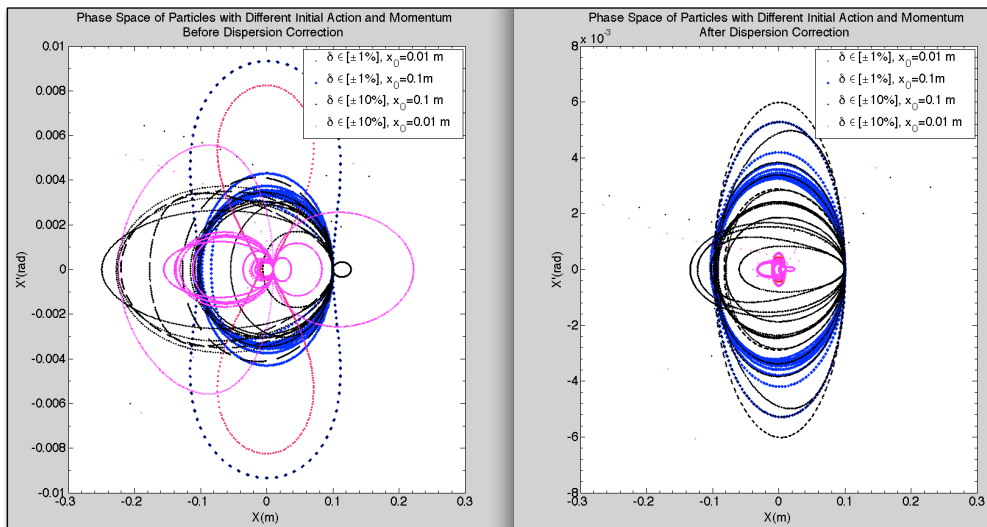 Phase Space of Particles with Different Initial Action and Momentum
Before Dispersion Correction
0.01
0.008
0.006
0.004
0.002
0
-0.002
-0.004
-0.006
-0.008
-0.01
X'(rad)
δ ∈ [± 1%], x0=0.01 m
δ ∈ [± 1%], x0=0.1m
δ ∈ [± 10%], x0=0.1 m
δ ∈ [± 10%], x0=0.01 m
-0.3 -0.2 -0.1 0 0.1 0.2 0.3
X(m)
Phase Space of Particles with Different Initial Action and Momentum
After Dispersion Correction
x 10-3
8
6
4
2
0
-2
-4
-6
-8
X'(rad)
δ ∈ [± 1%], x0=0.01 m
δ ∈ [± 1%], x0=0.1m
δ ∈ [± 10%], x0=0.1 m
δ ∈ [± 10%], x0=0.01 m
-0.3 -0.2 -0.1 0 0.1 0.2 0.3
X(m)